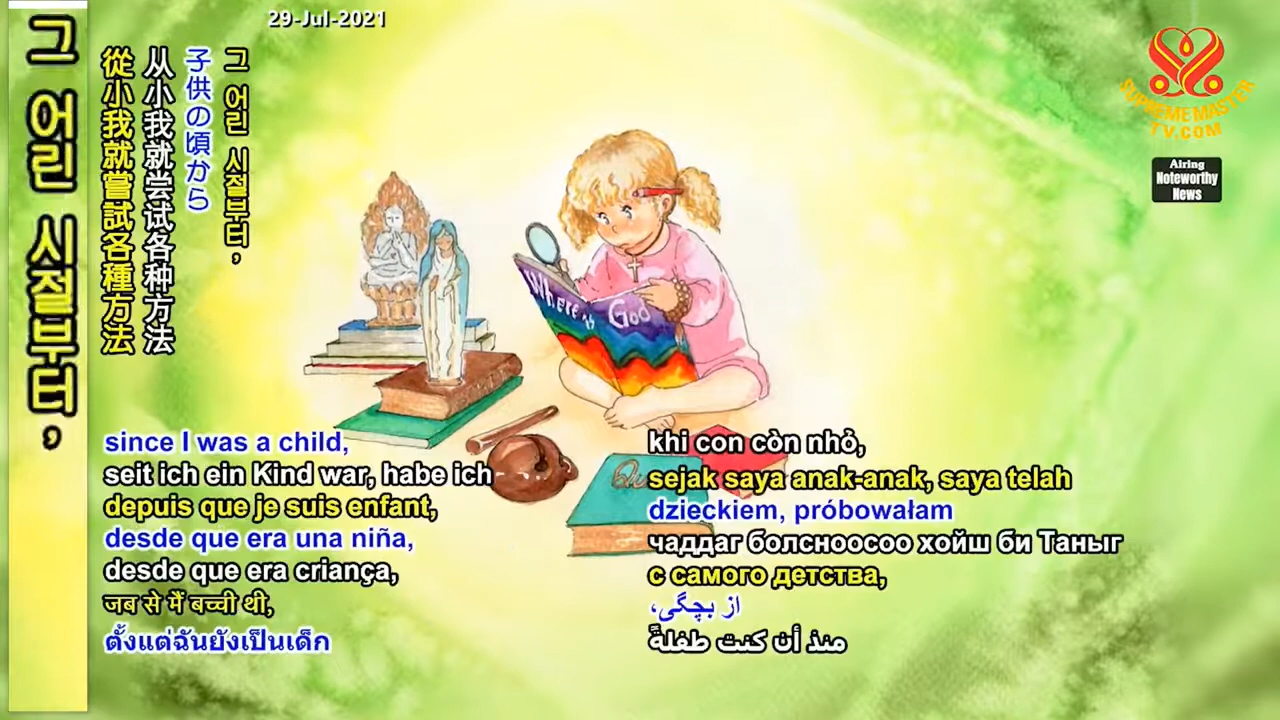 29-Jul-2021
그 어린 시절부터,
從小我就嘗試各種方法
从小我就尝试各种方法
子供の頃から
그 어린 시절부터,
SUPREME MASTER
TV.COM
Airing
Noteworthy
News
Where is God
since I was a child,
seit ich ein Kind war, habe ich
depuis que je suis enfant,
desde que era una niña,
desde que era criança,
जब से मैं बच्ची थी,
ตั้งแต่ฉันยังเป็นเด็ก
khi con còn nhỏ,
sejak saya anak-anak, saya telah
dzieckiem, próbowałam
чаддаг болсноосоо хойш би Таныг
с самого детства,
از بچگی،
منذ أن كنت طفلةً